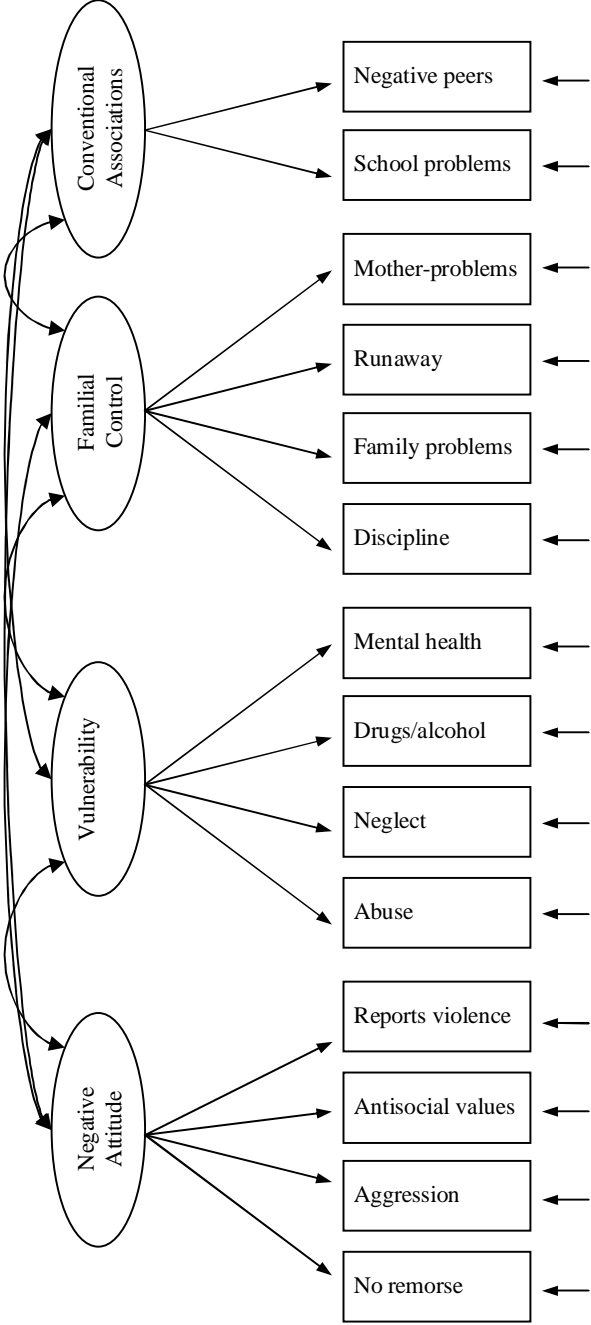 Conventional
Associations
Negative peers
School problems
Familial
Control
Mother-problems
Runaway
Family problems
Discipline
Vulnerability
Mental health
Drugs/alcohol
Neglect
Abuse
Negative
Attitude
Reports violence
Antisocial values
Aggression
No remorse